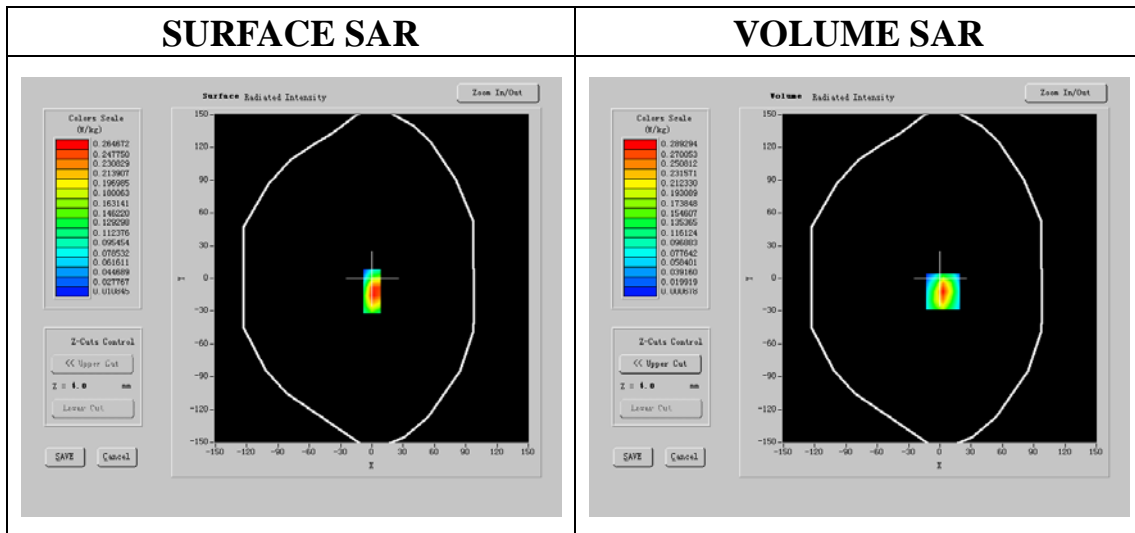 SURFACE SAR
VOLUME SAR
Surface Radiated Intensity
Zoom In/Out
Colors Scale
(W/kg)
0.264672
0.247750
0.230829
0.213907
0.196985
0.180063
0.163141
0.146220
0.129298
0.112376
0.095454
0.078532
0.061611
0.044689
0.027767
0.010845
150
120
90
60
30
0
-30
-60
-90
-120
-150
Y
-150 -120 -90 -60 -30 0 30 60 90 120 150
X
Z-Cuts Control
<< Upper Cut
Z = 4.0 mm
Lower Cut
SAVE Cancel
Volume Radiated Intensity
Zoom In/Out
Colors Scale
(W/kg)
0.289294
0.270053
0.250812
0.231571
0.212330
0.193089
0.173848
0.154607
0.135365
0.116124
0.096883
0.077642
0.058401
0.039160
0.019919
0.000678
150
120
90
60
30
0
-30
-60
-90
-120
-150
Y
-150 -120 -90 -60 -30 0 30 60 90 120 150
X
Z-Cuts Control
<< Upper Cut
Z = 4.0 mm
Lower Cut
SAVE Cancel